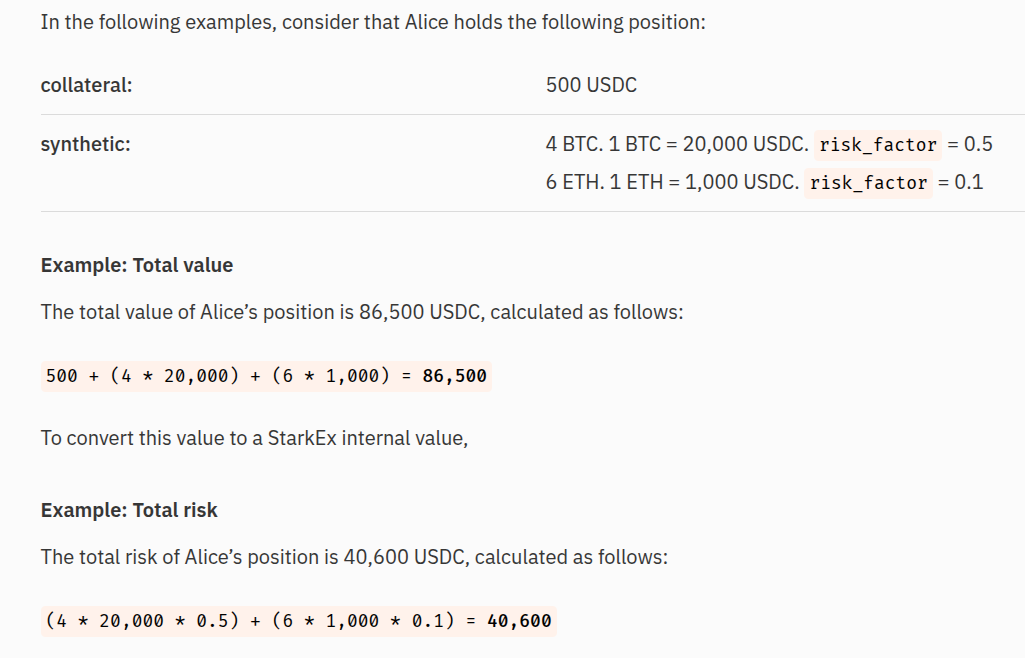 In the following examples, consider that Alice holds the following position:
collateral: 500 USDC
synthetic: 4 BTC. 1 BTC = 20,000 USDC. risk_factor = 0.5
6 ETH. 1 ETH = 1,000 USDC. risk_factor = 0.1
Example: Total value
The total value of Alice’s position is 86,500 USDC, calculated as follows:
500 + (4 * 20,000) + (6 * 1,000) = 86,500
To convert this value to a StarkEx internal value,
Example: Total risk
The total risk of Alice’s position is 40,600 USDC, calculated as follows:
(4 * 20,000 * 0.5) + (6 * 1,000 * 0.1) = 40,600